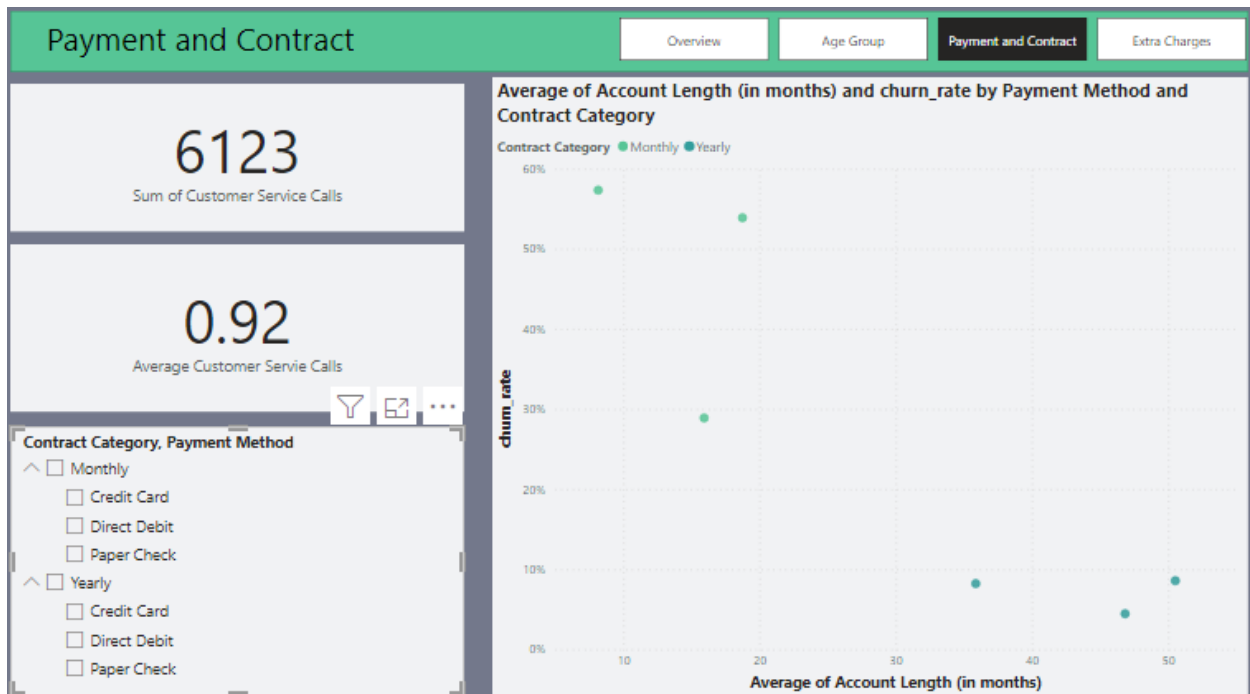 Payment and Contract
Overview
Age Group
Payment and Contract
Extra Charges
6123
Sum of Customer Service Calls
0.92
Average Customer Servie Calls
Contract Category, Payment Method
Monthly
Credit Card
Direct Debit
Paper Check
Yearly
Credit Card
Direct Debit
Paper Check
Average of Account Length (in months) and churn_rate by Payment Method and
Contract Category
Contract Category Monthly Yearly
60%
50%
40%
30%
20%
10%
0%
churn_rate
10 20 30 40 50
Average of Account Length (in months)